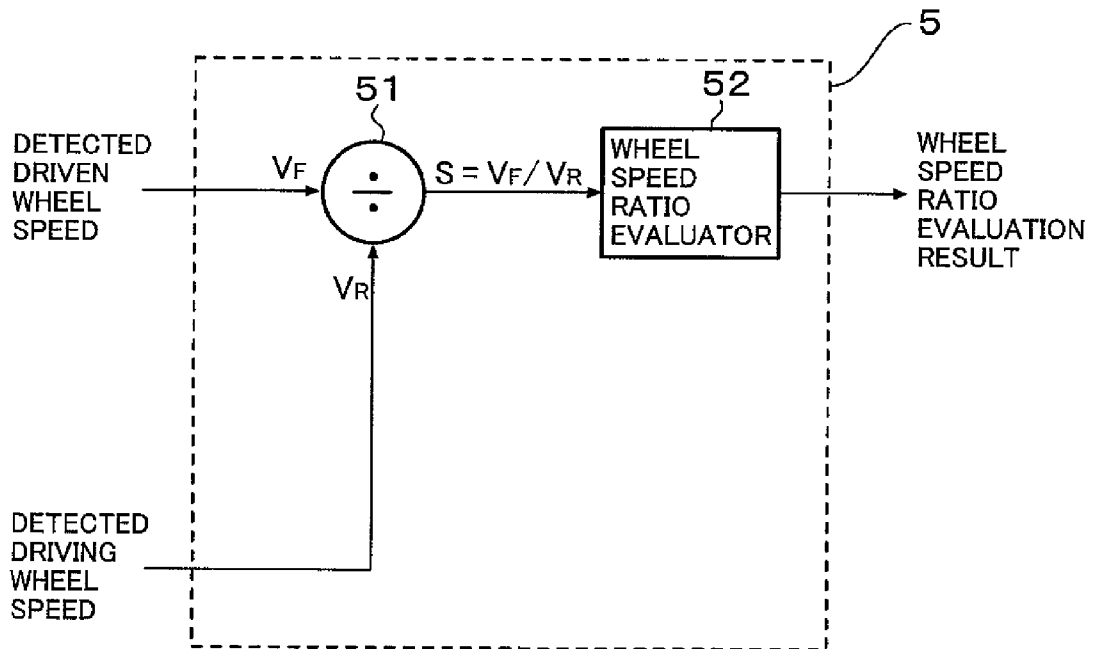 5
51
52
DETECTED
DRIVEN
WHEEL
SPEED
VF
÷
S = VF / VR
WHEEL
SPEED
RATIO
EVALUATOR
WHEEL
SPEED
RATIO
EVALUATION
RESULT
VR
DETECTED
DRIVING
WHEEL
SPEED